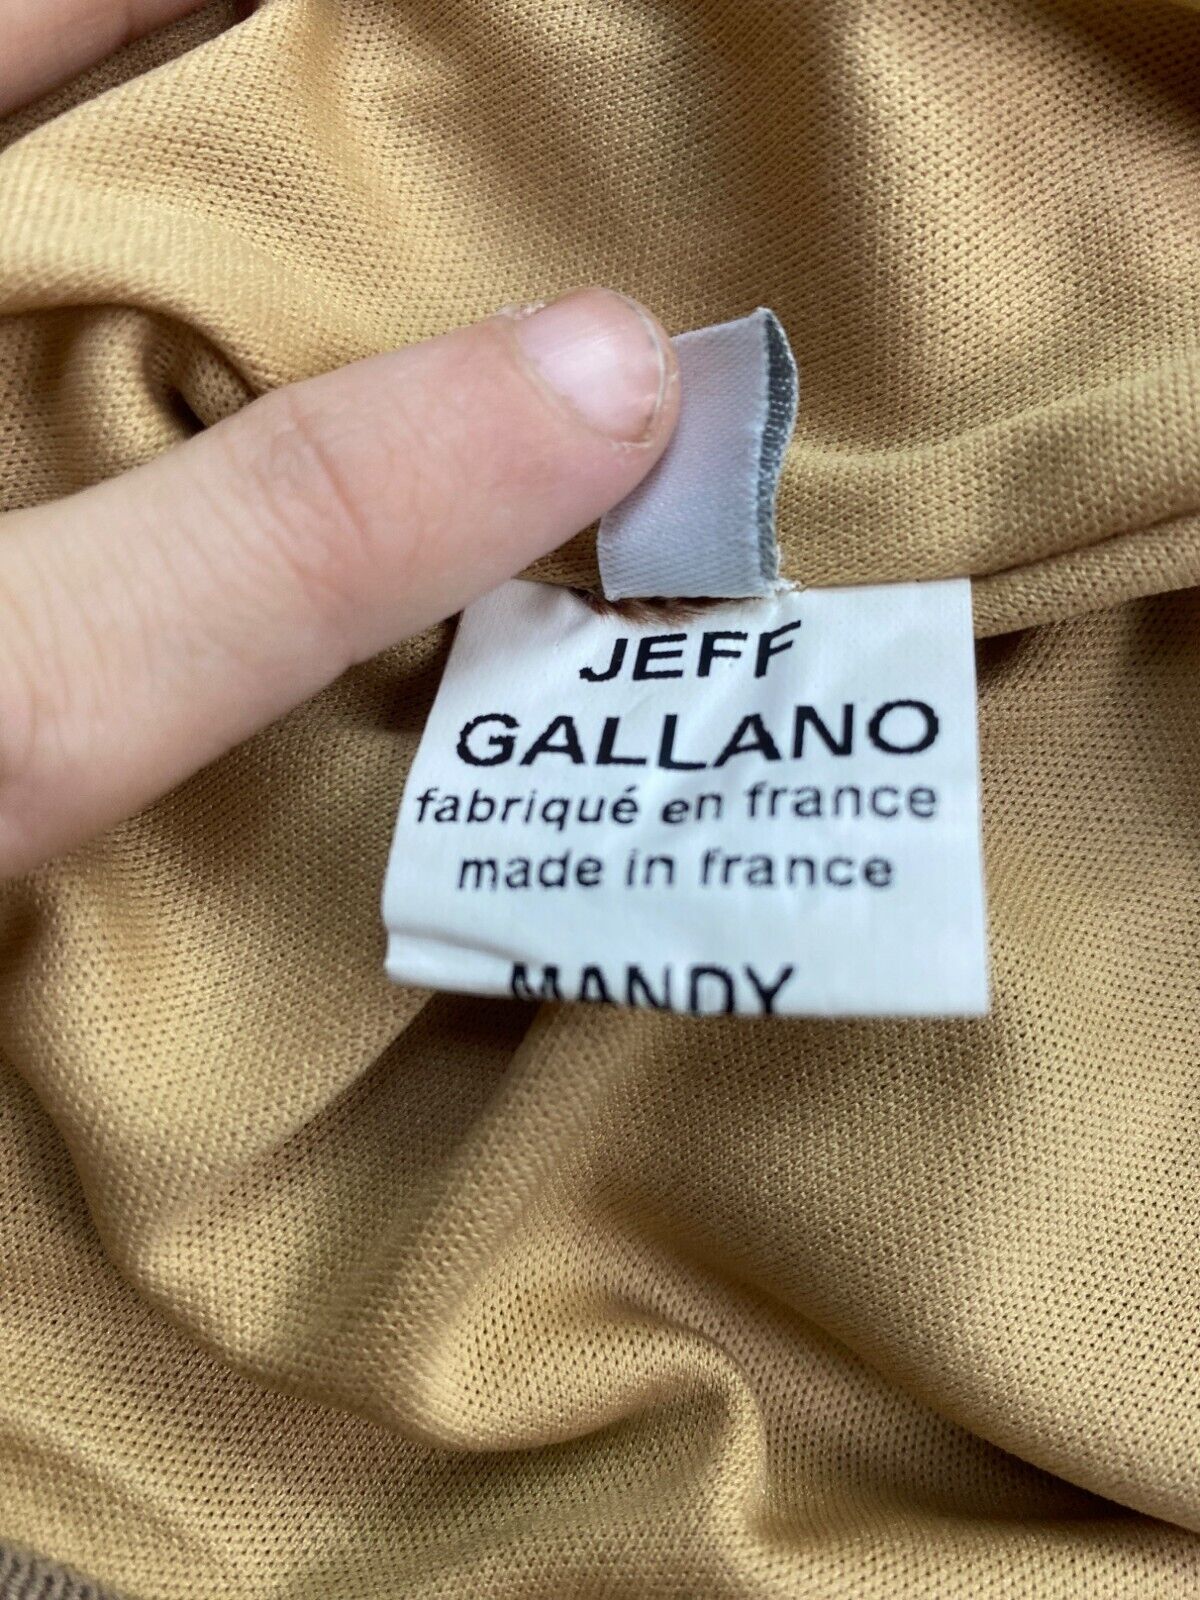 JEFF
GALLANO
fabriqué en france
made in france
MANDY